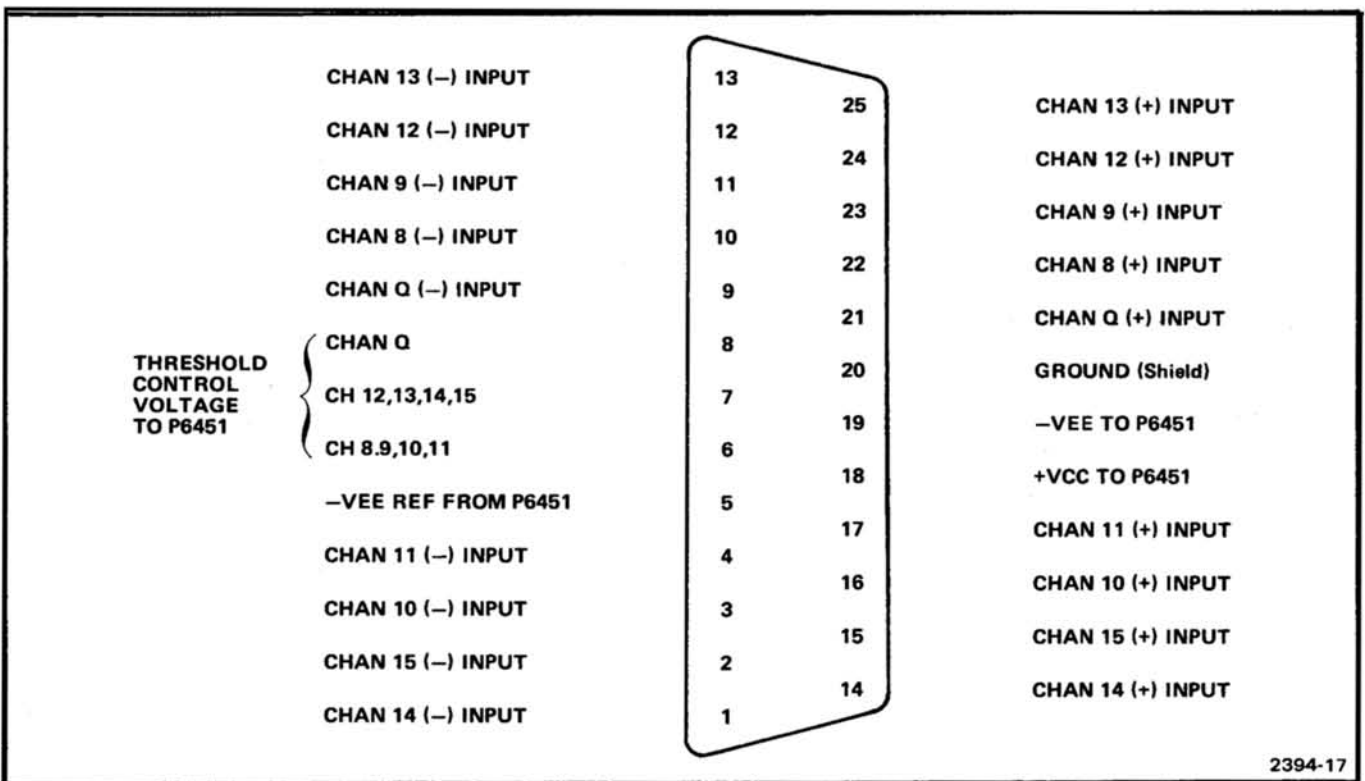 CHAN 13 (−) INPUT 13
25 CHAN 13 (+) INPUT
CHAN 12 (−) INPUT 12
24 CHAN 12 (+) INPUT
CHAN 9 (−) INPUT 11
23 CHAN 9 (+) INPUT
CHAN 8 (−) INPUT 10
22 CHAN 8 (+) INPUT
CHAN Q (−) INPUT 9
21 CHAN Q (+) INPUT
THRESHOLD
CONTROL
VOLTAGE
TO P6451
CHAN Q 8
20 GROUND (Shield)
CH 12,13,14,15 7
19 −VEE TO P6451
CH 8.9,10,11 6
18 +VCC TO P6451
−VEE REF FROM P6451 5
17 CHAN 11 (+) INPUT
CHAN 11 (−) INPUT 4
16 CHAN 10 (+) INPUT
CHAN 10 (−) INPUT 3
15 CHAN 15 (+) INPUT
CHAN 15 (−) INPUT 2
14 CHAN 14 (+) INPUT
CHAN 14 (−) INPUT 1
2394-17